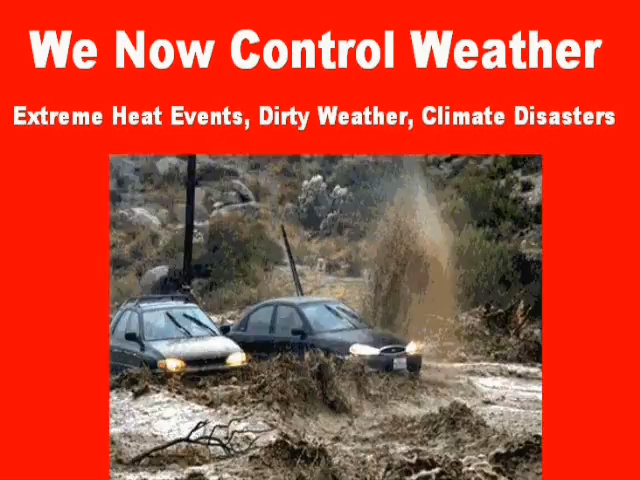 We Now Control Weather
Extreme Heat Events, Dirty Weather, Climate Disasters